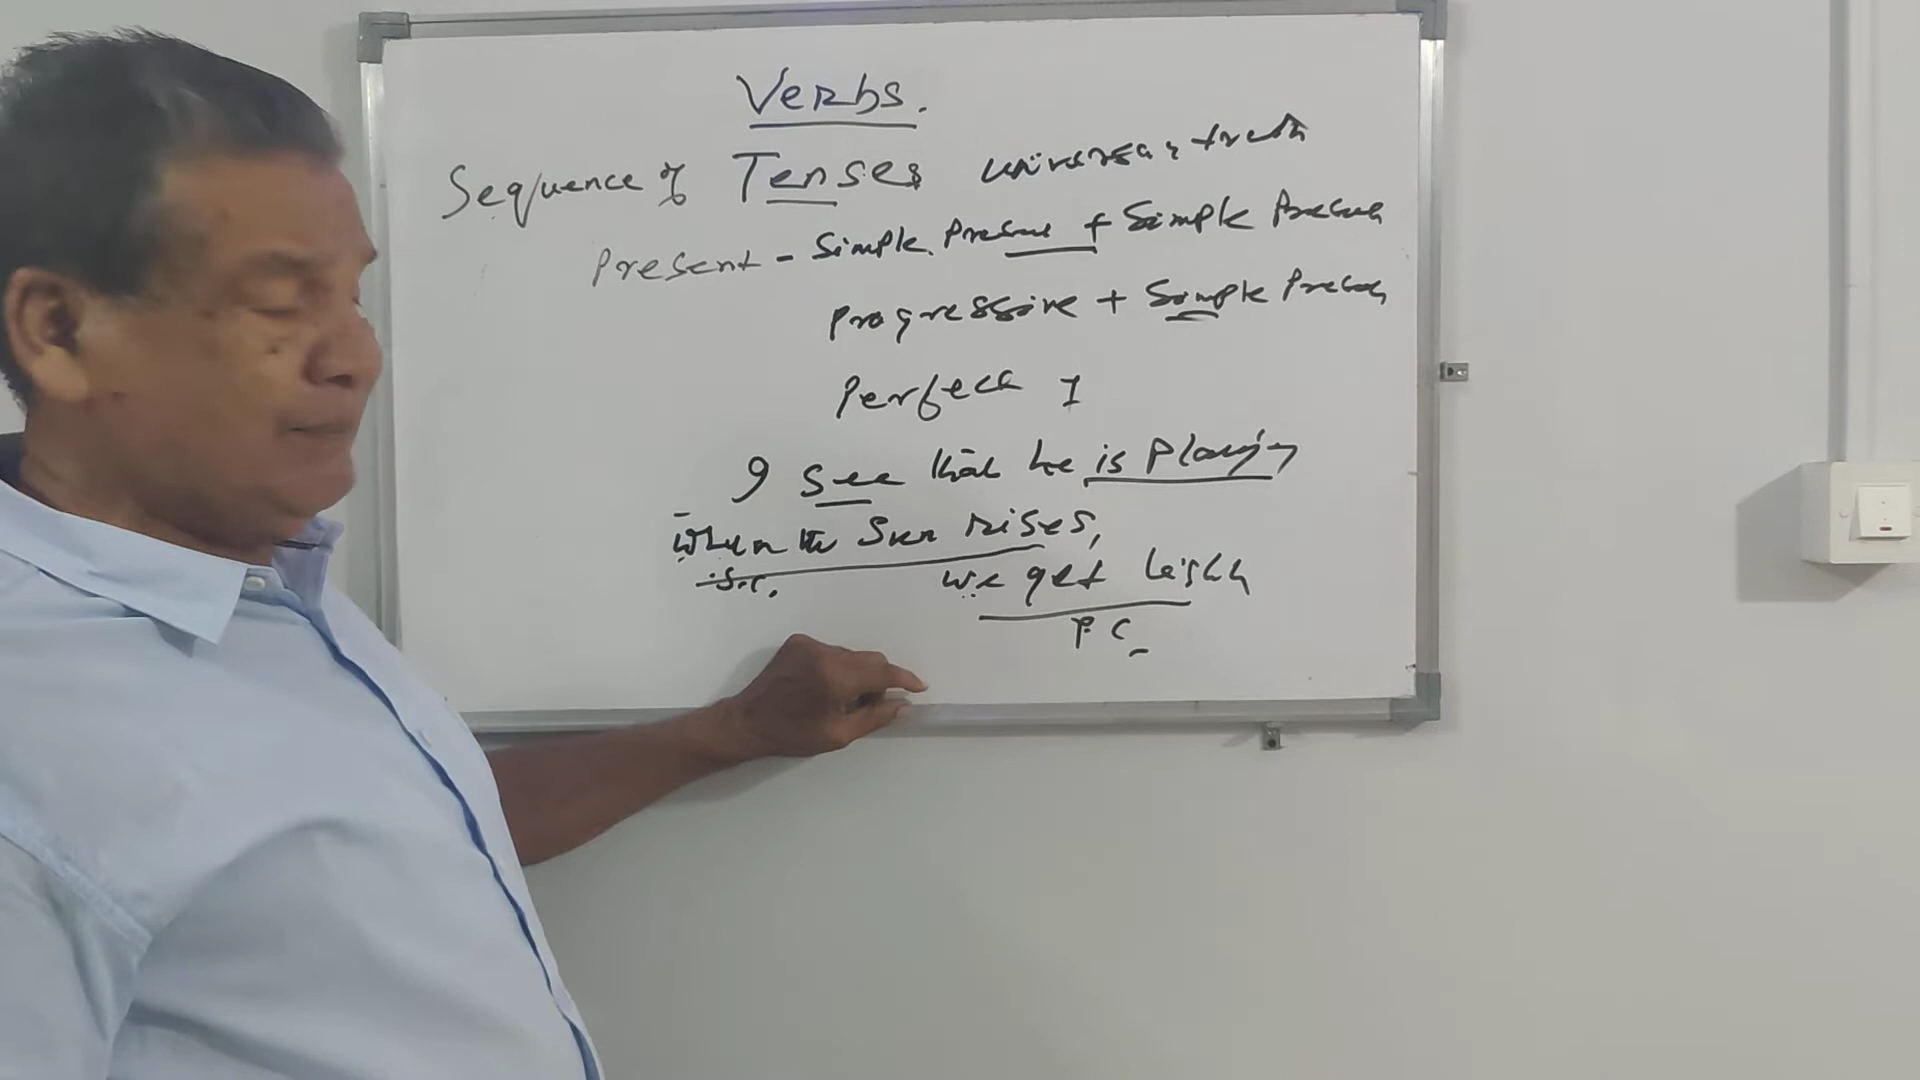 Verbs.
Sequence of Tenses universal truth
Present - Simple Present + Simple Present
Progressive + Simple Present
Perfect I
I see that he is Playing
When the Sun rises,
S.C. we get light
P C